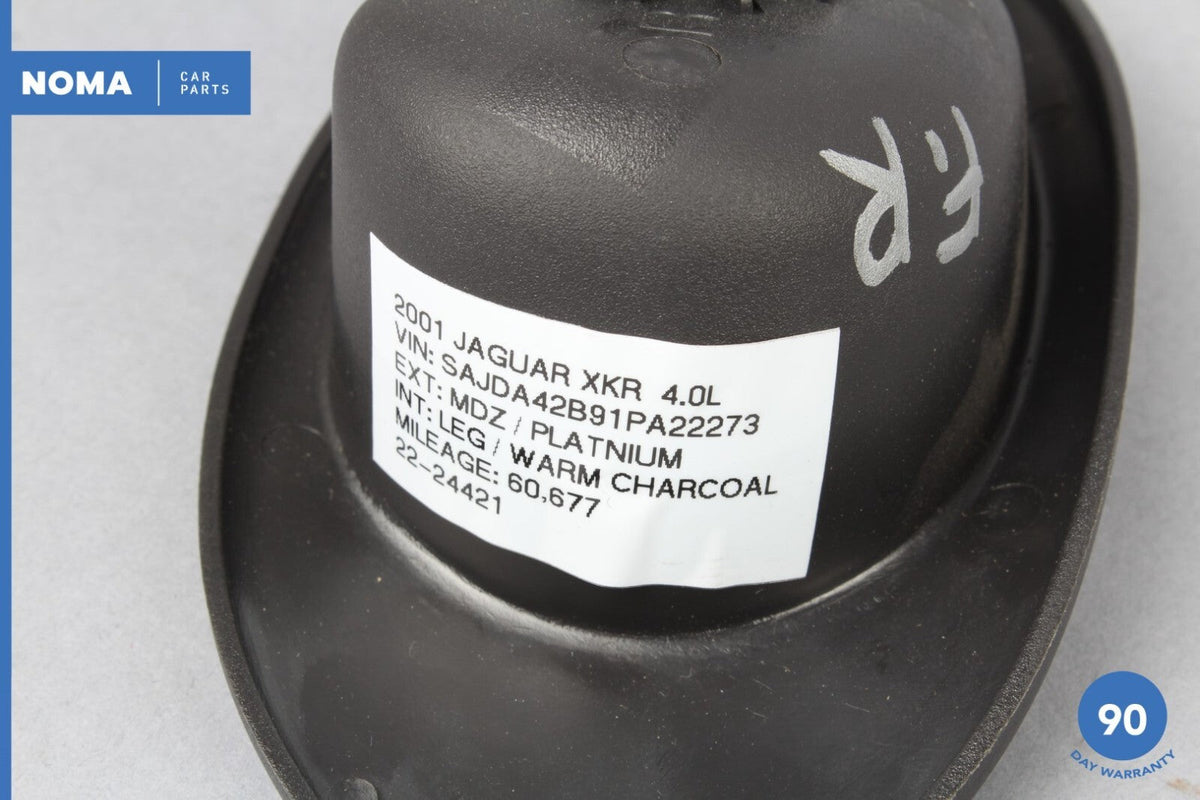 NOMA
CAR
PARTS
F.R
2001 JAGUAR XKR 4.0L
VIN: SAJDA42B91PA22273
EXT: MDZ / PLATNIUM
INT: LEG / WARM CHARCOAL
MILEAGE: 60,677
22-24421
90
DAY WARRANTY